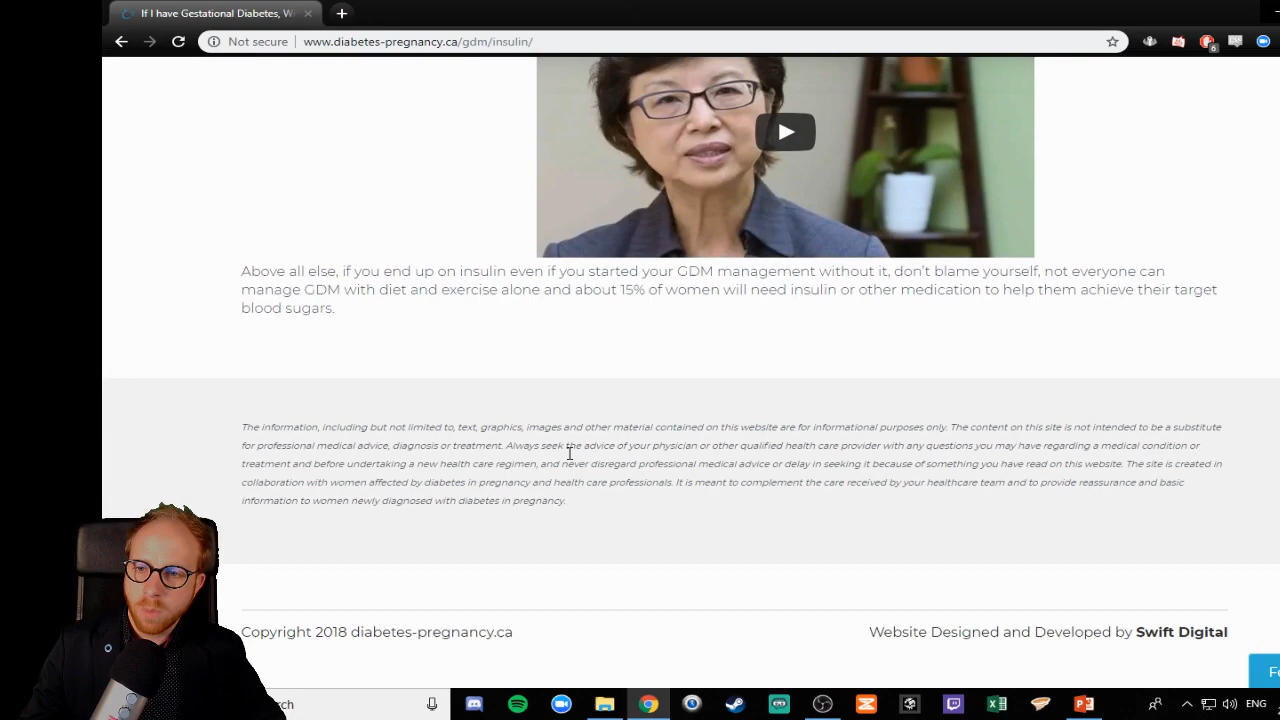 If I have Gestational Diabetes, W
Not secure
www.diabetes-pregnancy.ca/gdm/insulin/
6
Above all else, if you end up on insulin even if you started your GDM management without it, don't blame yourself, not everyone can
manage GDM with diet and exercise alone and about 15% of women will need insulin or other medication to help them achieve their target
blood sugars.
The information, including but not limited to, text, graphics, images and other material contained on this website are for informational purposes only. The content on this site is not intended to be a substitute
for professional medical advice, diagnosis or treatment. Always seek the advice of your physician or other qualified health care provider with any questions you may have regarding a medical condition or
treatment and before undertaking a new health care regimen, and never disregard professional medical advice or delay in seeking it because of something you have read on this website. The site is created in
collaboration with women affected by diabetes in pregnancy and health care professionals. It is meant to complement the care received by your healthcare team and to provide reassurance and basic
information to women newly diagnosed with diabetes in pregnancy.
Copyright 2018 diabetes-pregnancy.ca
Website Designed and Developed by Swift Digital
rch
ENG